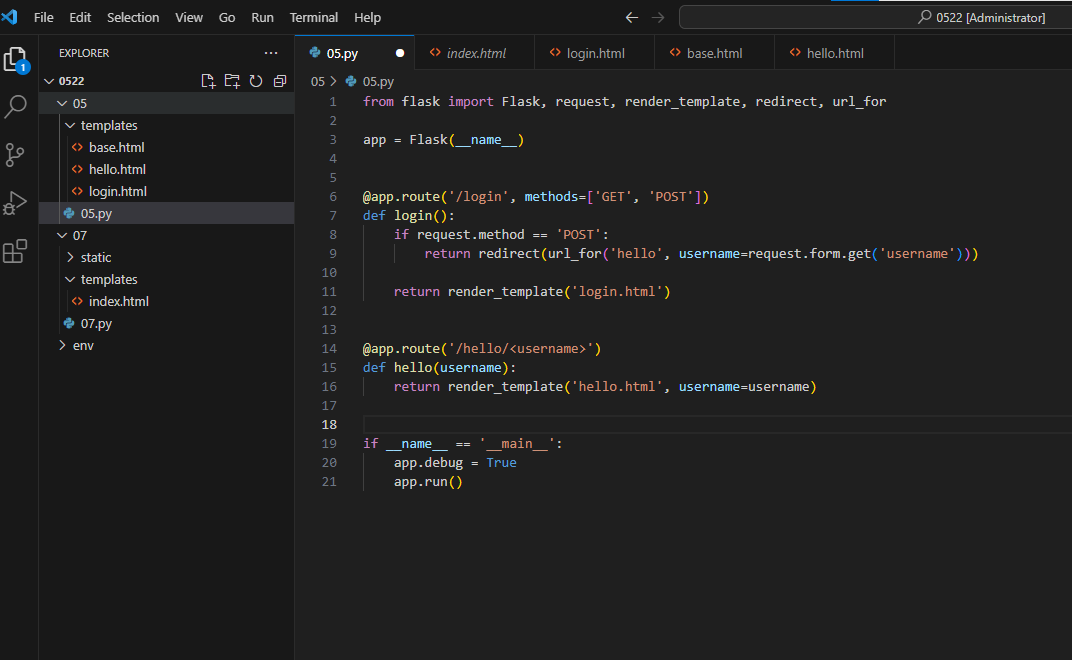 File Edit Selection View Go Run Terminal Help
0522 [Administrator]
EXPLORER
0522
05
templates
base.html
hello.html
login.html
05.py
07
static
templates
index.html
07.py
env
1
05.py
index.html
login.html
base.html
hello.html
05 > 05.py
1 from flask import Flask, request, render_template, redirect, url_for
2
3 app = Flask(__name__)
4
5
6 @app.route('/login', methods=['GET', 'POST'])
7 def login():
8     if request.method == 'POST':
9         return redirect(url_for('hello', username=request.form.get('username')))
10
11     return render_template('login.html')
12
13
14 @app.route('/hello/<username>')
15 def hello(username):
16     return render_template('hello.html', username=username)
17
18
19 if __name__ == '__main__':
20     app.debug = True
21     app.run()